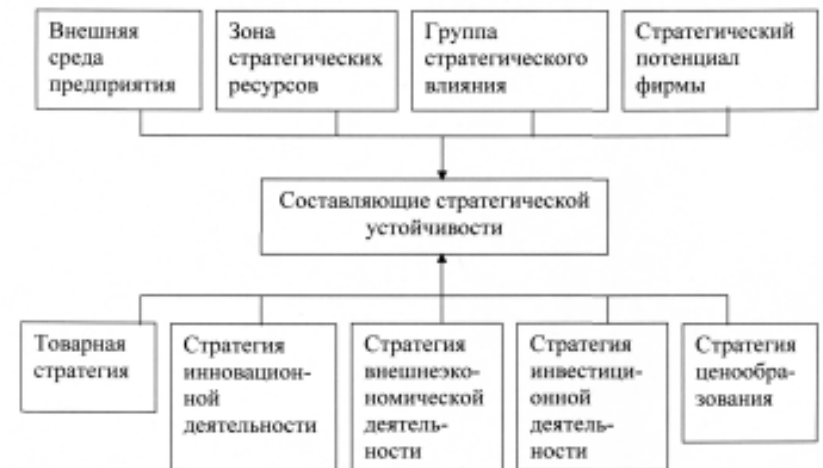 Внешняя
среда
предприятия
Зона
стратегических
ресурсов
Группа
стратегического
влияния
Стратегический
потенциал
фирмы
Составляющие стратегической
устойчивости
Товарная
стратегия
Стратегия
инновацион-
ной
деятельности
Стратегия
внешнеэко-
номической
деятель-
ности
Стратегия
инвестици-
онной
деятель-
ности
Стратегия
ценообра-
зования